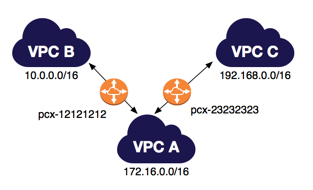 VPC B
VPC C
10.0.0.0/16
192.168.0.0/16
pcx-12121212
pcx-23232323
VPC A
172.16.0.0/16